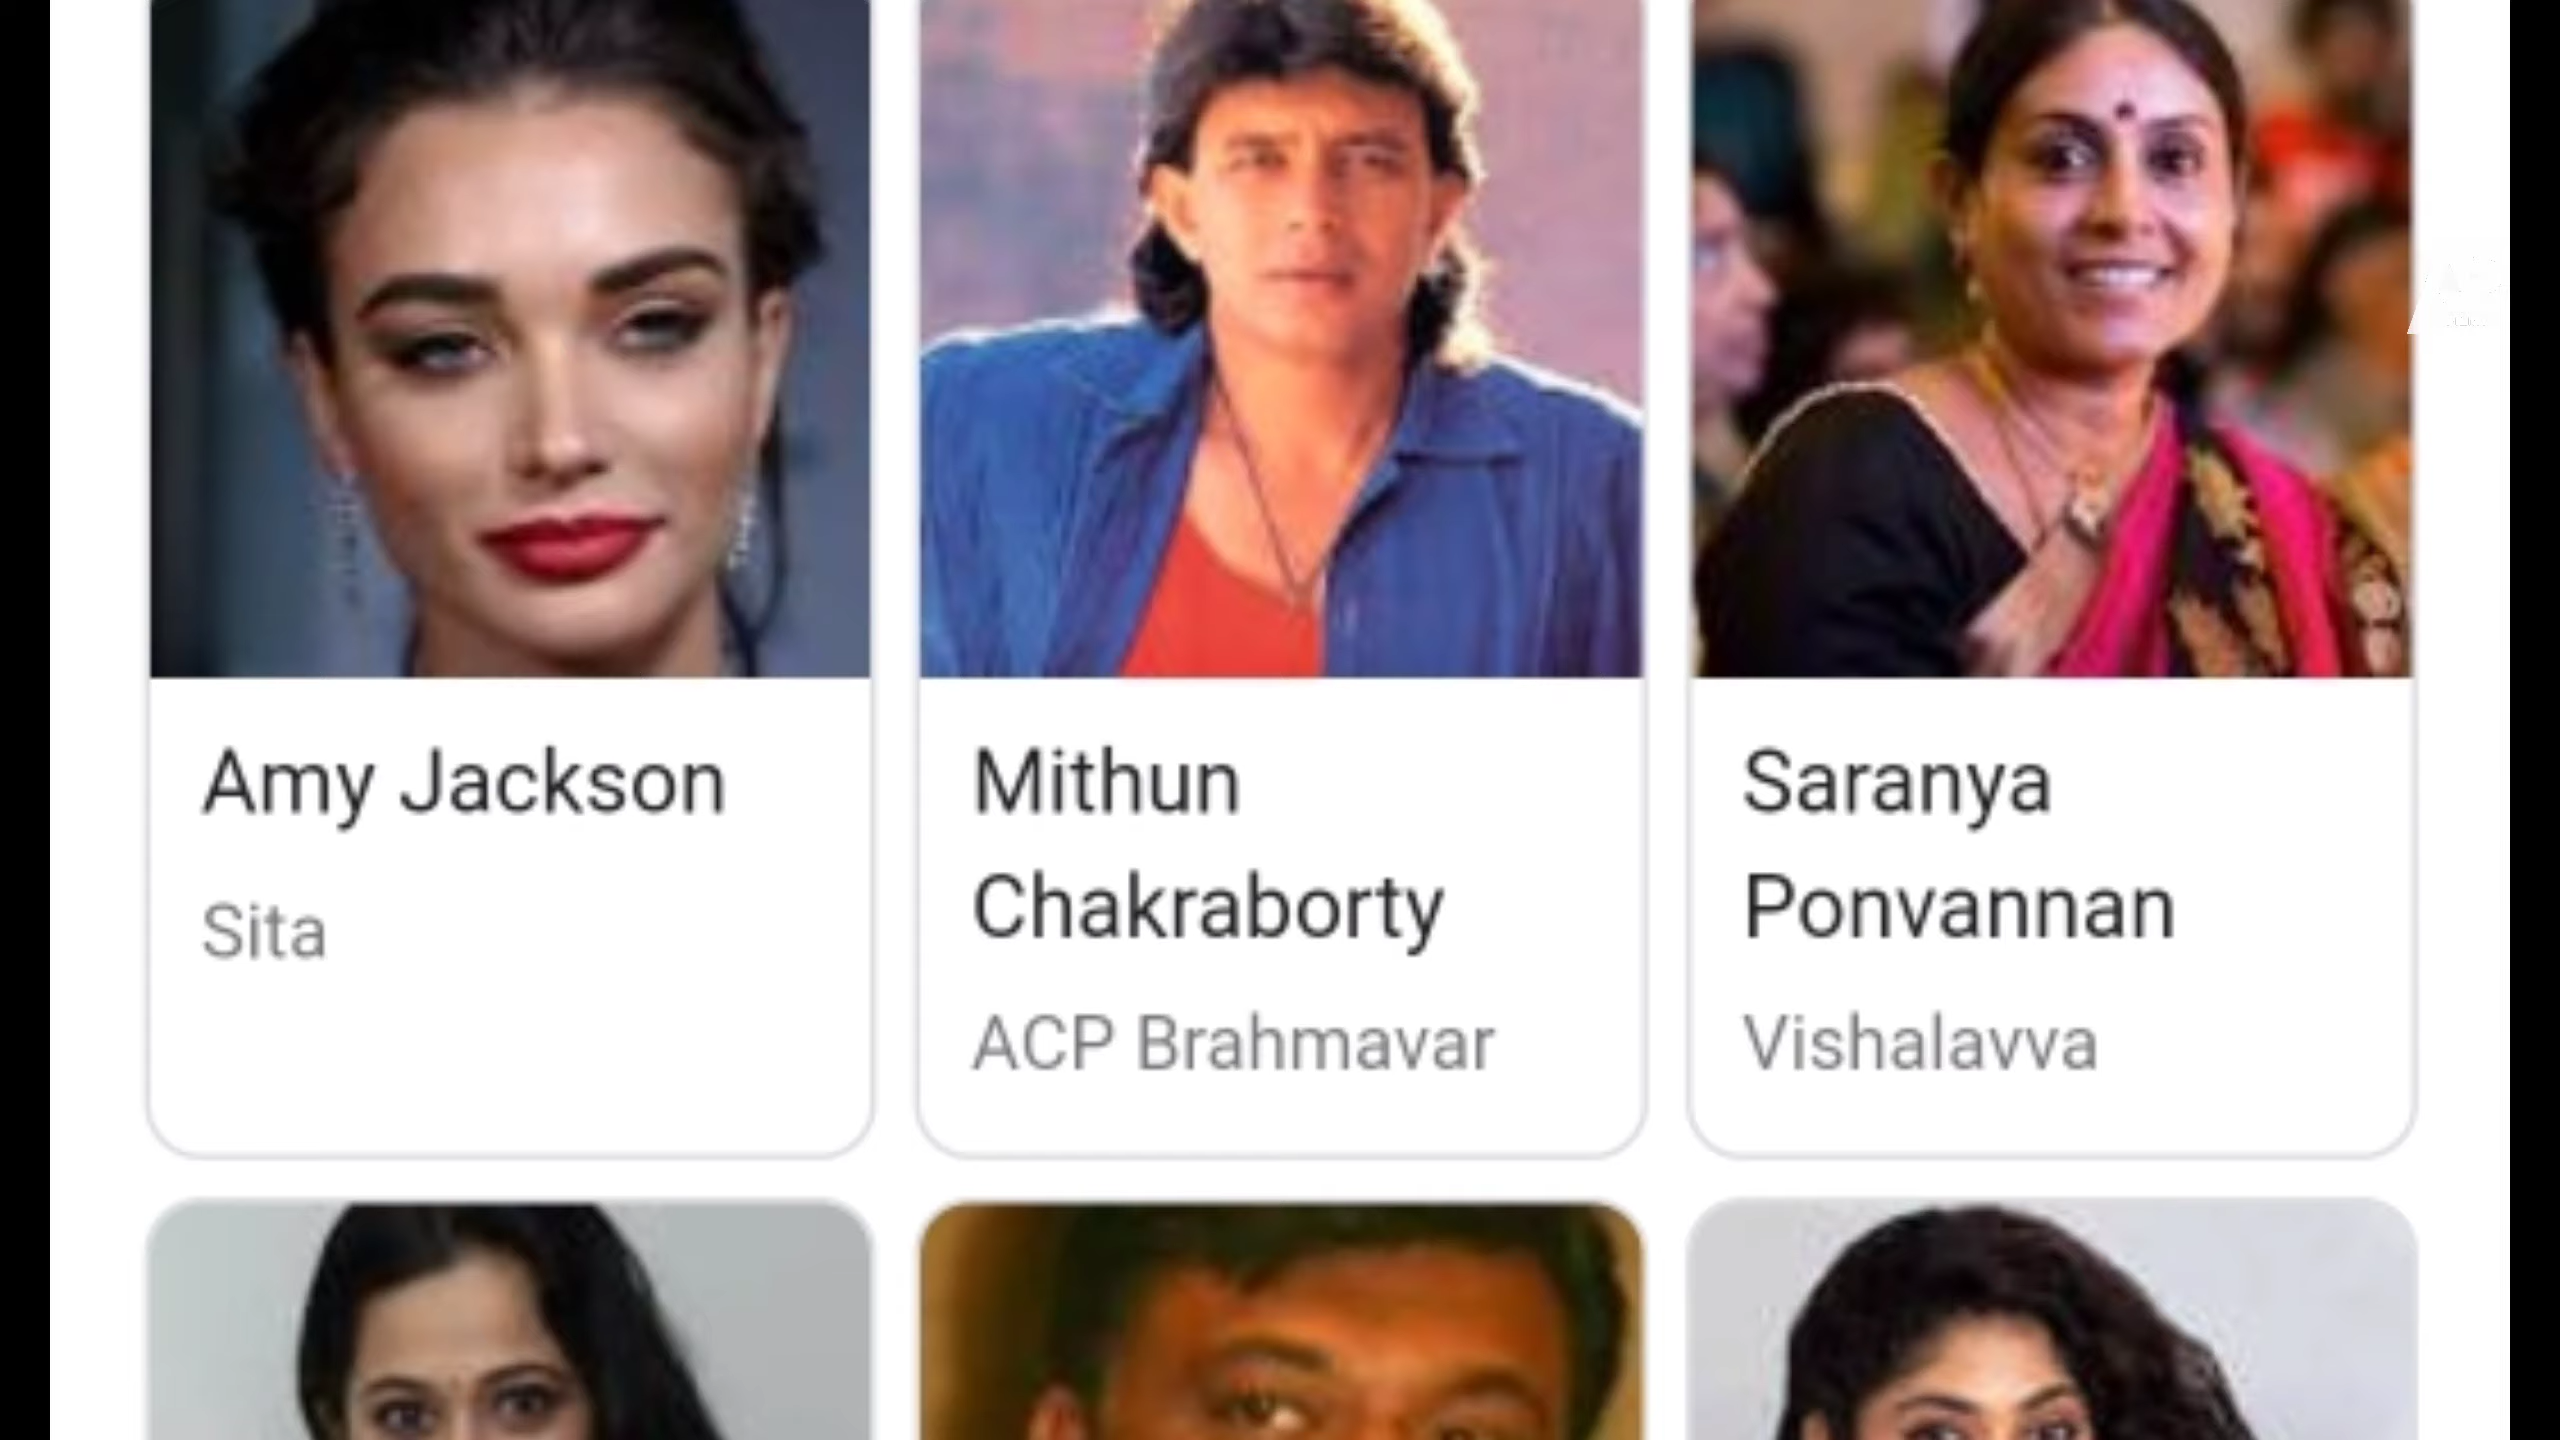 Amy Jackson
Sita
Mithun
Chakraborty
ACP Brahmavar
Saranya
Ponvannan
Vishalavva